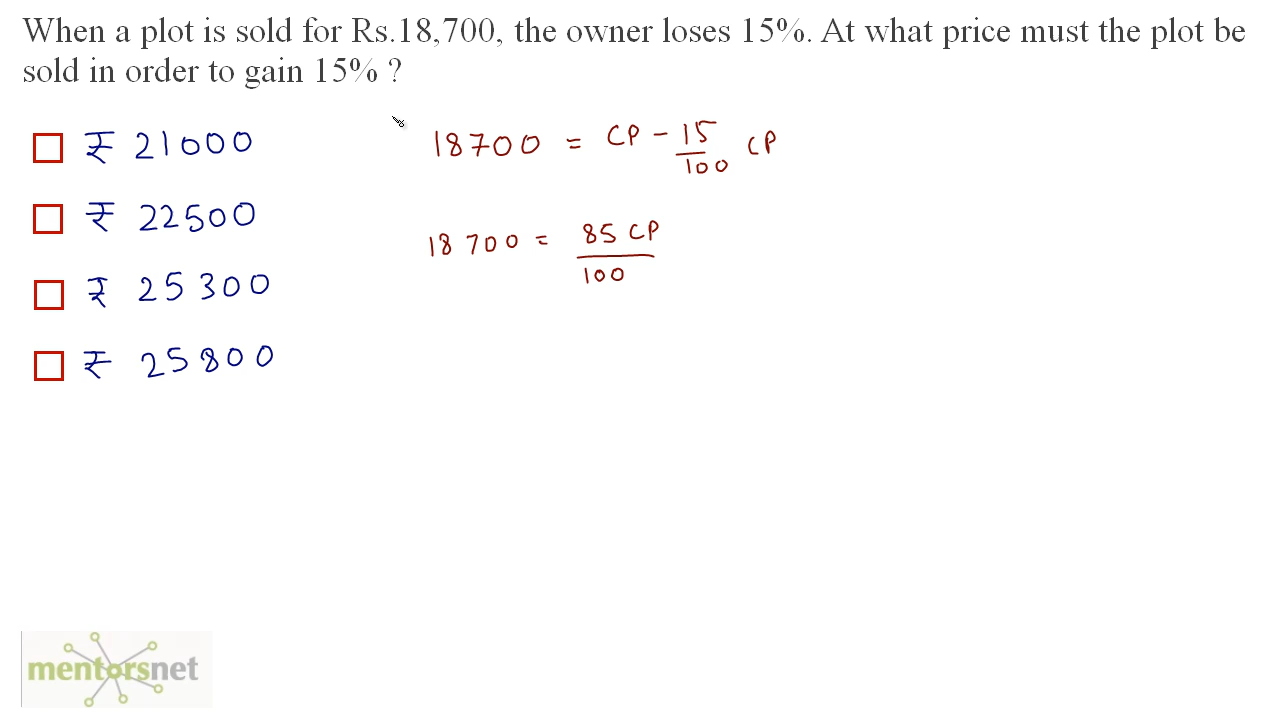 When a plot is sold for Rs.18,700, the owner loses 15%. At what price must the plot be
sold in order to gain 15% ?
₹ 21000
₹ 22500
₹ 25300
₹ 25800
18700 = CP - 15/100 CP
18700 = 85 CP/100
mentorsnet